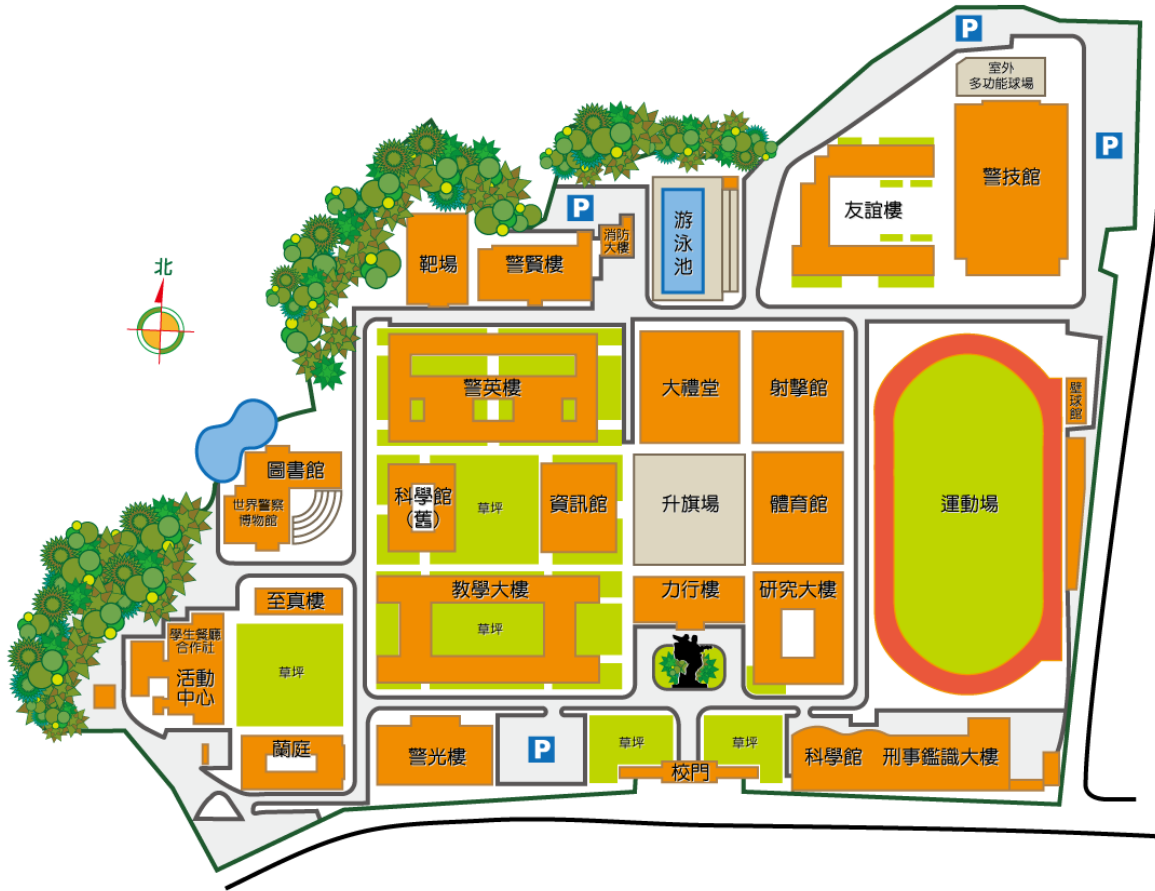 P
室外
多功能球場
P
警技館
友誼樓
P
游
泳
池
消防
大樓
靶場
警賢樓
北
警英樓
大禮堂
射擊館
壁
球
館
圖書館
世界警察
博物館
科學館
(舊)
草坪
資訊館
升旗場
體育館
運動場
教學大樓
草坪
力行樓
研究大樓
至真樓
學生餐廳
合作社
活動
中心
草坪
蘭庭
警光樓
P
草坪
草坪
校門
科學館
刑事鑑識大樓